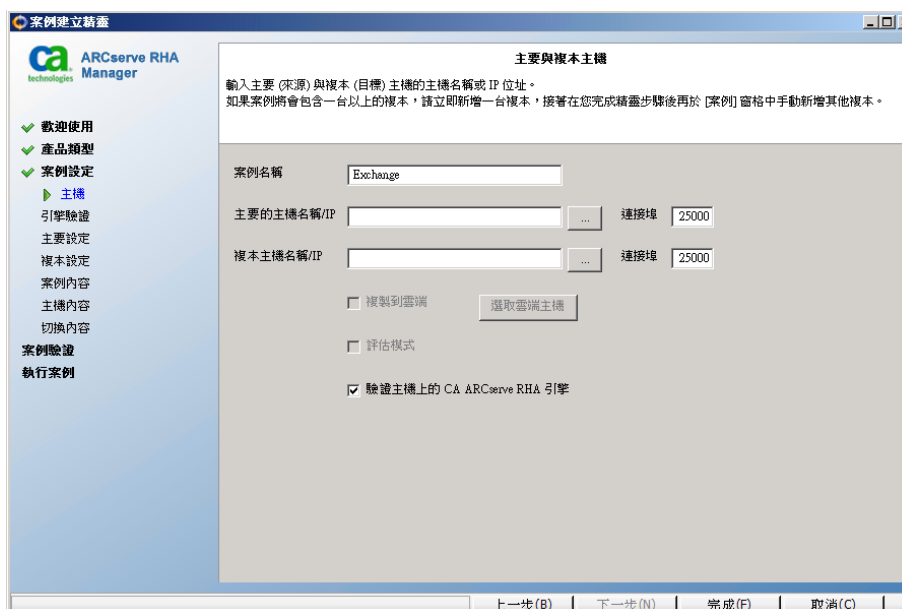 案例建立精靈
ca
technologies
ARCserve RHA
Manager
歡迎使用
產品類型
案例設定
主機
引擎驗證
主要設定
複本設定
案例內容
主機內容
切換內容
案例驗證
執行案例
主要與複本主機
輸入主要 (來源) 與複本 (目標) 主機的主機名稱或 IP 位址。
如果案例將會包含一台以上的複本，請立即新增一台複本，接著在您完成精靈步驟後再於 [案例] 窗格中手動新增其他複本。
案例名稱 Exchange
主要的主機名稱/IP ... 連接埠 25000
複本主機名稱/IP ... 連接埠 25000
複製到雲端 選取雲端主機
評估模式
驗證主機上的 CA ARCserve RHA 引擎
上一步(B) 下一步(N) 完成(F) 取消(C)